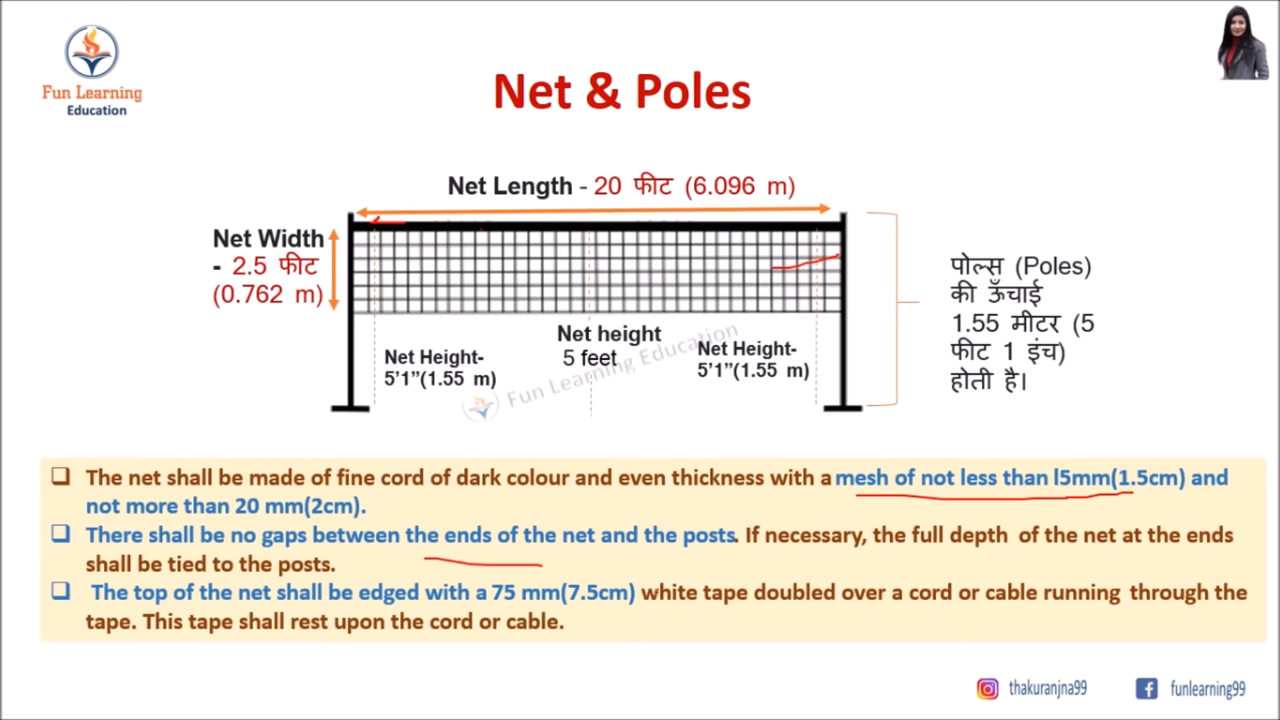 Fun Learning
Education
Net & Poles
Net Length - 20 फीट (6.096 m)
Net Width
- 2.5 फीट
(0.762 m)
Net height
5 feet
Net Height-
5’1”(1.55 m)
Net Height-
5’1”(1.55 m)
Fun Learning Education
पोल्स (Poles)
की ऊँचाई
1.55 मीटर (5
फीट 1 इंच)
होती है।
The net shall be made of fine cord of dark colour and even thickness with a mesh of not less than l5mm(1.5cm) and
not more than 20 mm(2cm).
There shall be no gaps between the ends of the net and the posts. If necessary, the full depth of the net at the ends
shall be tied to the posts.
The top of the net shall be edged with a 75 mm(7.5cm) white tape doubled over a cord or cable running through the
tape. This tape shall rest upon the cord or cable.
thakuranjna99
funlearning99